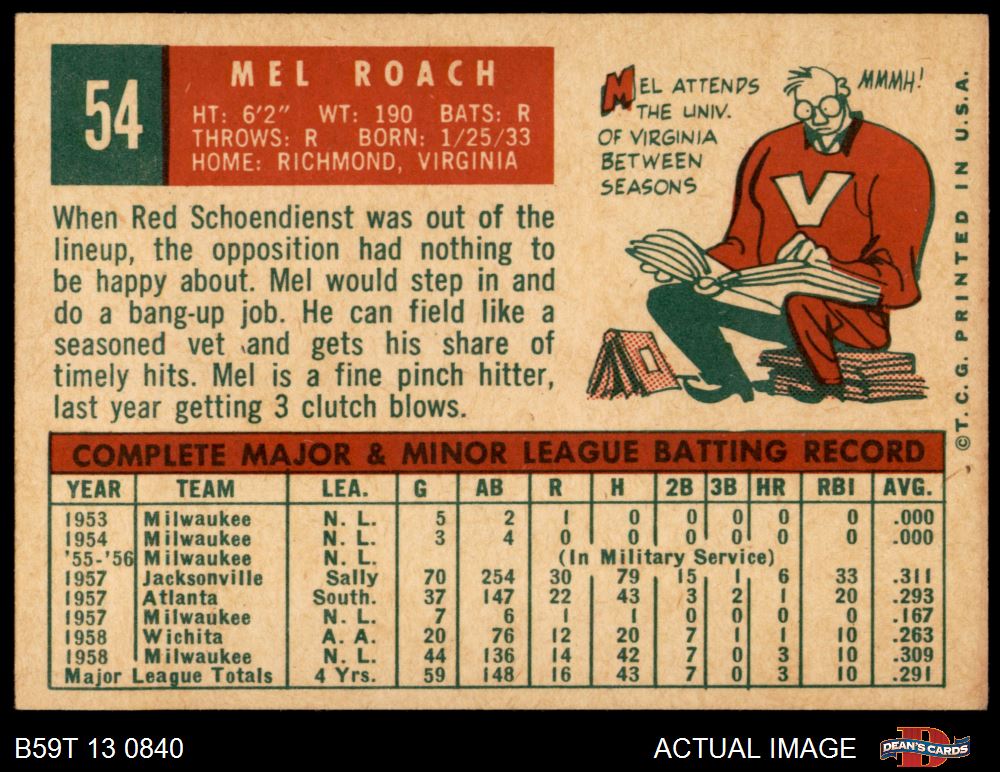 54
MEL ROACH
HT: 6'2" WT: 190 BATS: R
THROWS: R BORN: 1/25/33
HOME: RICHMOND, VIRGINIA
When Red Schoendienst was out of the
lineup, the opposition had nothing to
be happy about. Mel would step in and
do a bang-up job. He can field like a
seasoned vet and gets his share of
timely hits. Mel is a fine pinch hitter,
last year getting 3 clutch blows.
MEL ATTENDS
THE UNIV.
OF VIRGINIA
BETWEEN
SEASONS
MMMH!
V
©T.C.G. PRINTED IN U.S.A.
COMPLETE MAJOR & MINOR LEAGUE BATTING RECORD
YEAR TEAM LEA. G AB R H 2B 3B HR RBI AVG.
1953 Milwaukee N. L. 5 2 1 0 0 0 0 0 .000
1954 Milwaukee N. L. 3 4 0 0 0 0 0 0 .000
'55-'56 Milwaukee N. L. (In Military Service)
1957 Jacksonville Sally 70 254 30 79 15 1 6 33 .311
1957 Atlanta South. 37 147 22 43 3 2 1 20 .293
1957 Milwaukee N. L. 7 6 1 1 0 0 0 0 .167
1958 Wichita A. A. 20 76 12 20 7 1 1 10 .263
1958 Milwaukee N. L. 44 136 14 42 7 0 3 10 .309
Major League Totals 4 Yrs. 59 148 16 43 7 0 3 10 .291
B59T 13 0840
ACTUAL IMAGE
D
DEAN'S CARDS